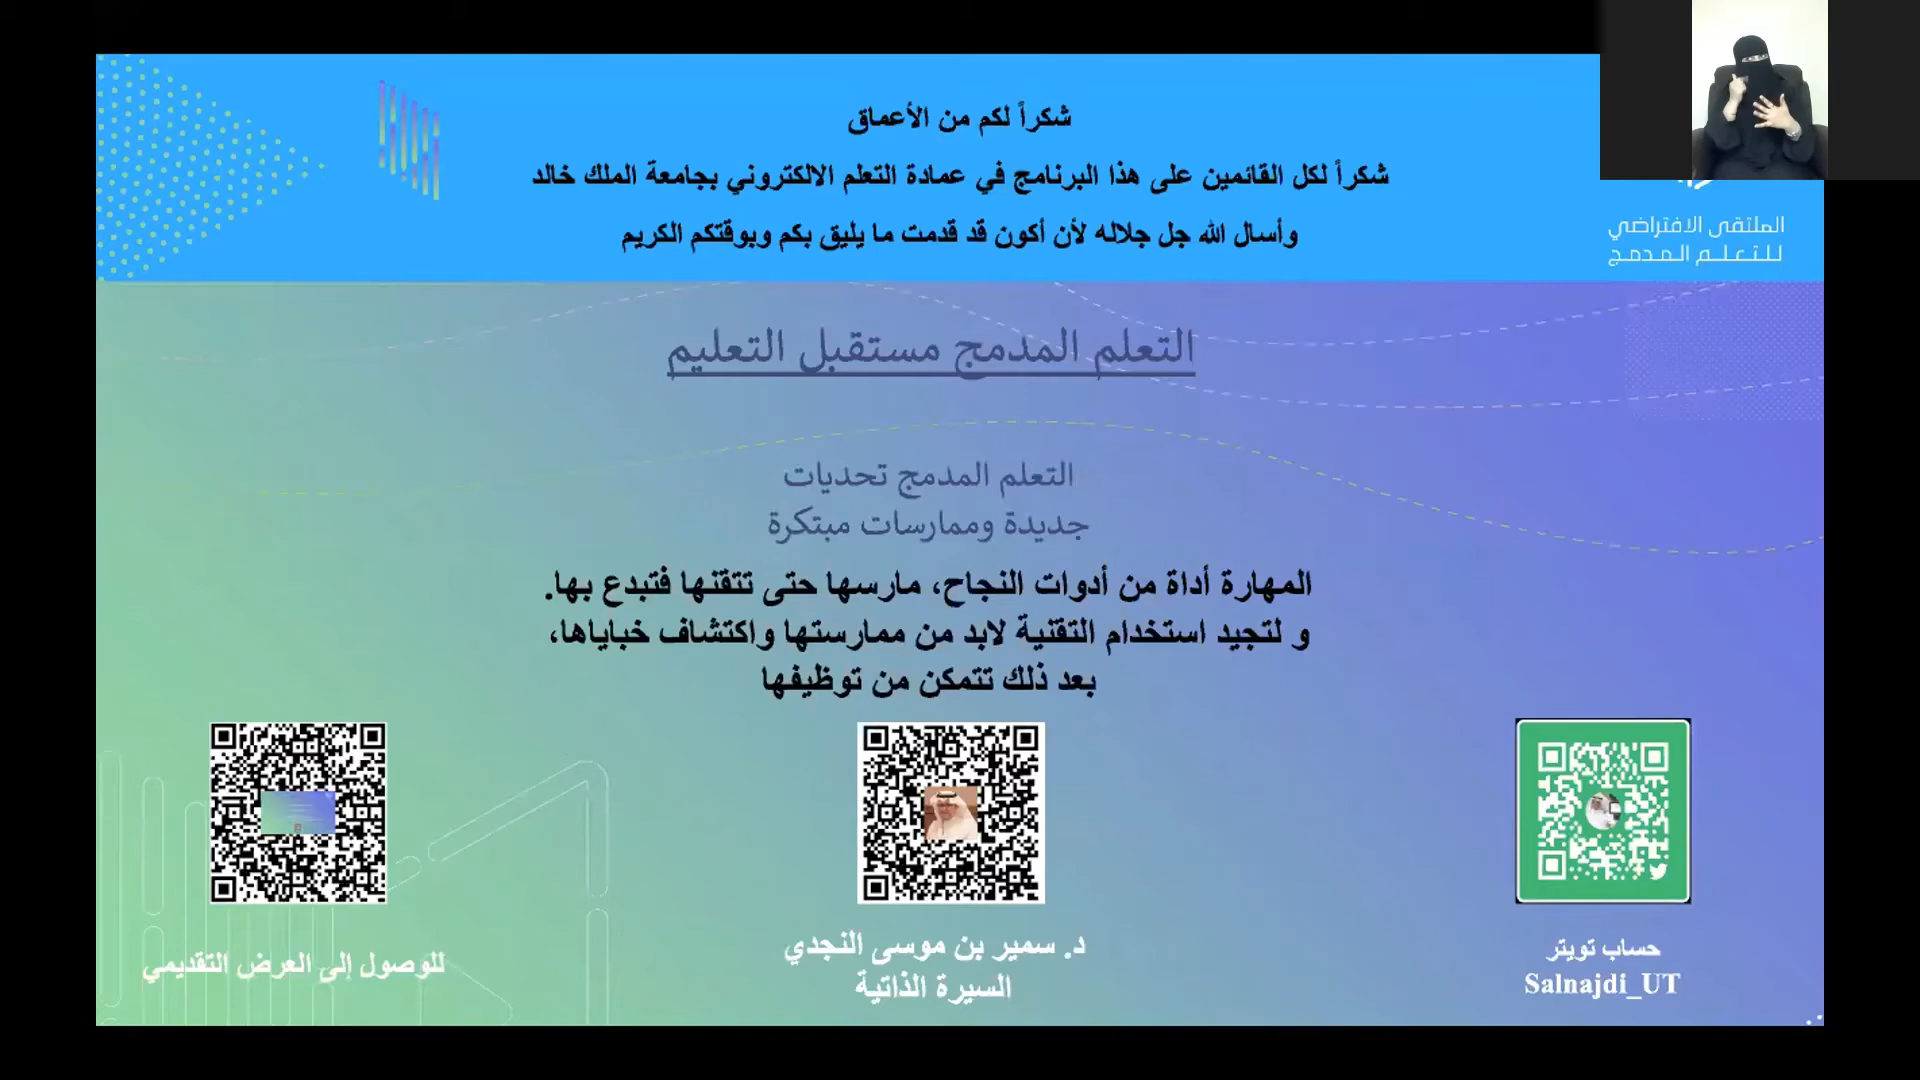 شكراً لكم من الأعماق
شكراً لكل القائمين على هذا البرنامج في عمادة التعلم الالكتروني بجامعة الملك خالد
وأسال الله جل جلاله لأن أكون قد قدمت ما يليق بكم وبوقتكم الكريم
الملتقى الافتراضي
للتعلم المدمج
التعلم المدمج مستقبل التعليم
التعلم المدمج تحديات
جديدة وممارسات مبتكرة
المهارة أداة من أدوات النجاح، مارسها حتى تتقنها فتبدع بها.
و لتجيد استخدام التقنية لابد من ممارستها واكتشاف خباياها،
بعد ذلك تتمكن من توظيفها
حساب تويتر
Salnajdi_UT
د. سمير بن موسى النجدي
السيرة الذاتية
للوصول إلى العرض التقديمي